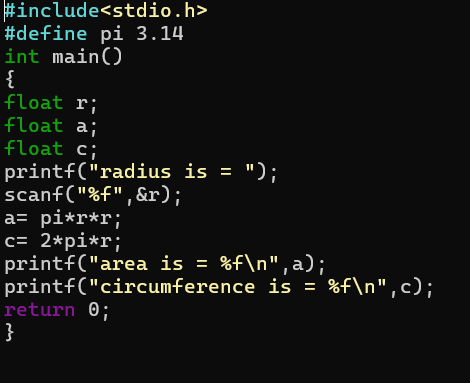 #include<stdio.h>
#define pi 3.14
int main()
{
float r;
float a;
float c;
printf("radius is = ");
scanf("%f",&r);
a= pi*r*r;
c= 2*pi*r;
printf("area is = %f\n",a);
printf("circumference is = %f\n",c);
return 0;
}